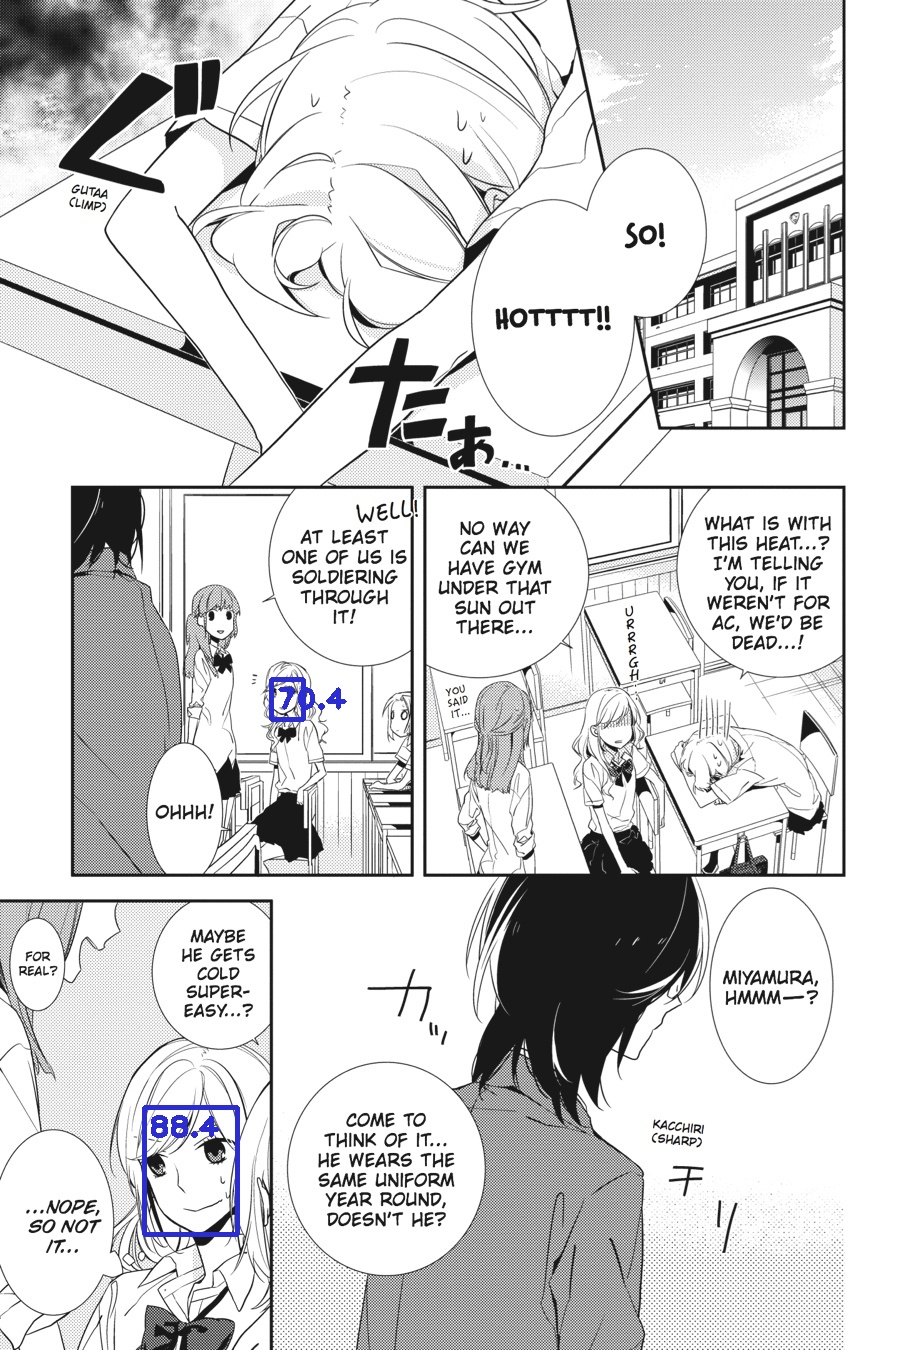 SO!
HOTTTT!!
ぐ
GUTAA
(LIMP)
たぁ...
WHAT IS WITH
THIS HEAT...?
I'M TELLING
YOU, IF IT
WEREN'T FOR
AC, WE'D BE
DEAD...!
URRRGH...
NO WAY
CAN WE
HAVE GYM
UNDER THAT
SUN OUT
THERE...
YOU
SAID
IT...
WELL!
AT LEAST
ONE OF US IS
SOLDIERING
THROUGH
IT!
70.4
OHHH!
MIYAMURA,
HMMM—?
カッ
KACCHIRI
(SHARP)
チリ
COME TO
THINK OF IT...
HE WEARS THE
SAME UNIFORM
YEAR ROUND,
DOESN'T HE?
MAYBE
HE GETS
COLD
SUPER-
EASY...?
FOR
REAL?
88.4
...NOPE,
SO NOT
IT...